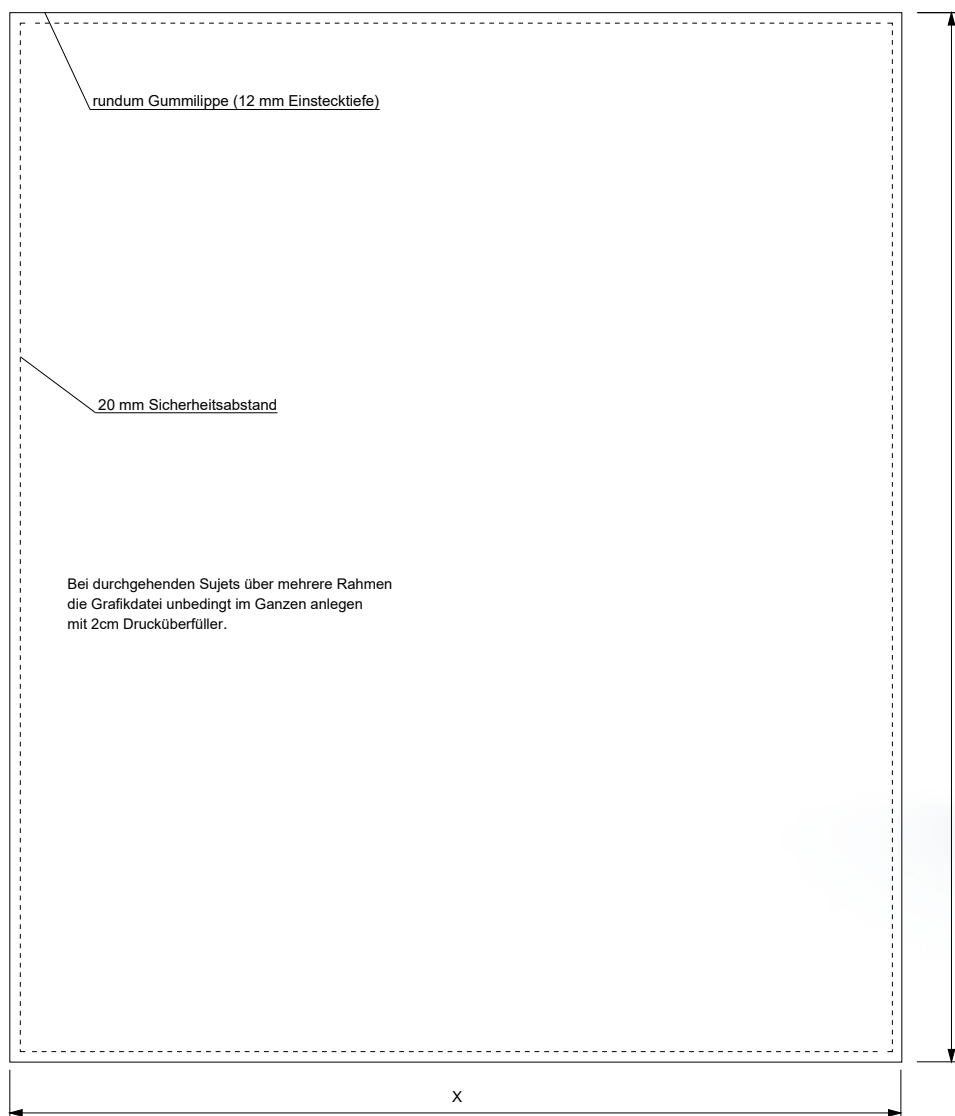 rundum Gummilippe (12 mm Einstecktiefe)
20 mm Sicherheitsabstand
Bei durchgehenden Sujets über mehrere Rahmen
die Grafikdatei unbedingt im Ganzen anlegen
mit 2cm Drucküberfüller.
X